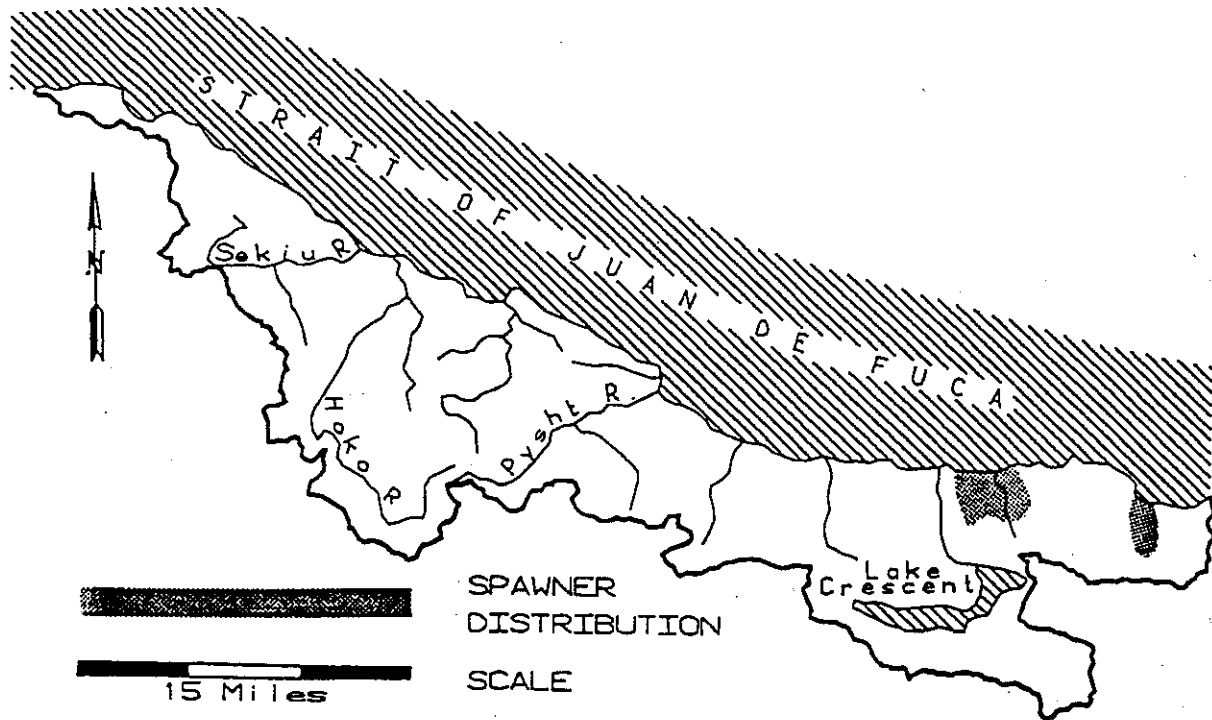 STRAIT OF JUAN DE FUCA
N
Sekiu R
Hoko R
Pysht R.
Lake
Crescent
SPAWNER
DISTRIBUTION
15 Miles
SCALE